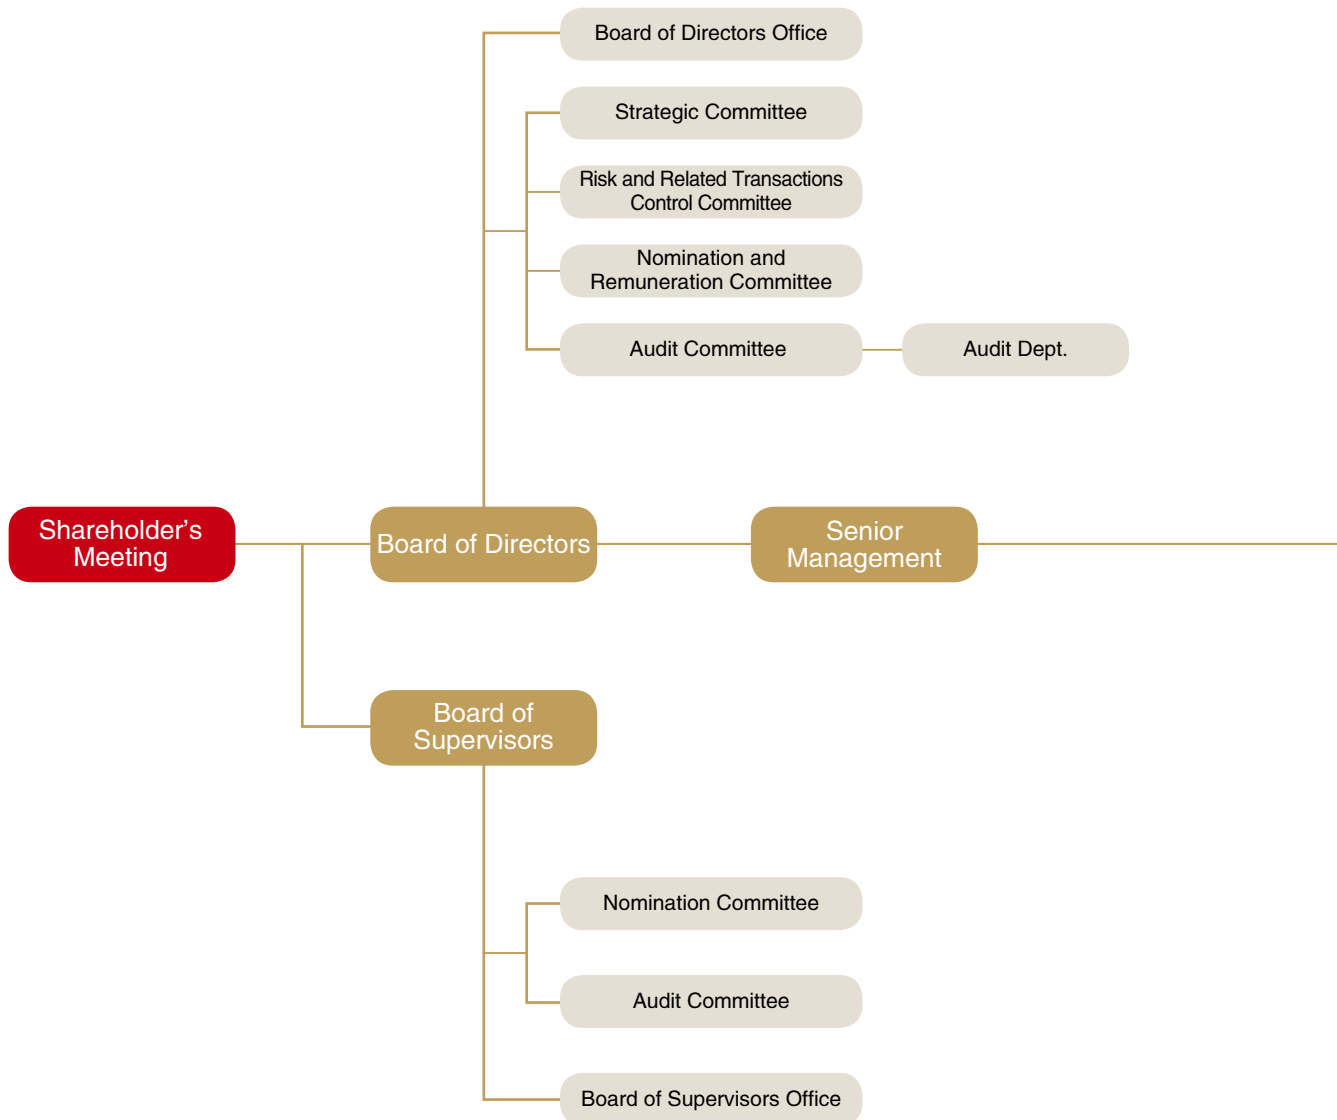 Board of Directors Office
Strategic Committee
Risk and Related Transactions
Control Committee
Nomination and
Remuneration Committee
Audit Committee
Audit Dept.
Shareholder’s
Meeting
Board of Directors
Senior
Management
Board of
Supervisors
Nomination Committee
Audit Committee
Board of Supervisors Office